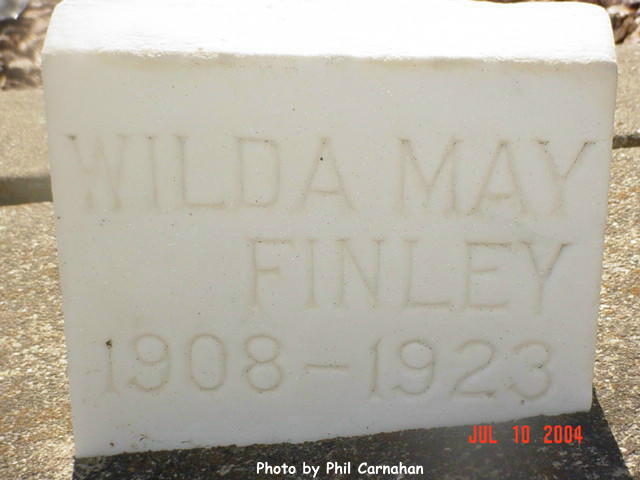 WILDA MAY
FINLEY
1908-1923
JUL 10 2004
Photo by Phil Carnahan